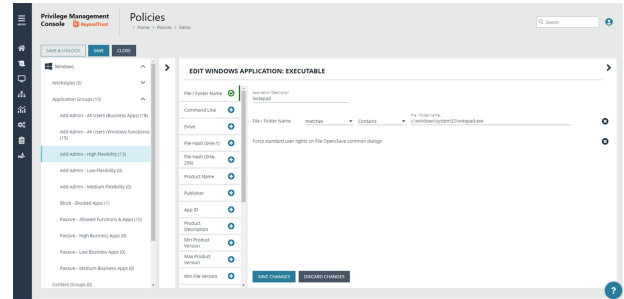 MENU
Privilege Management
Console BeyondTrust
Policies
> Home > Policies > Editor
Search
SAVE & UNLOCK
SAVE
CLOSE
Windows
Workstyles (5)
Application Groups (10)
Add Admin - All Users (Business Apps) (19)
Add Admin - All Users (Windows Functions)
(15)
Add Admin - High Flexibility (13)
Add Admin - Low Flexibility (0)
Add Admin - Medium Flexibility (0)
Block - Blocked Apps (1)
Passive - Allowed Functions & Apps (10)
Passive - High Business Apps (0)
Passive - Low Business Apps (0)
Passive - Medium Business Apps (0)
Content Groups (0)
EDIT WINDOWS APPLICATION: EXECUTABLE
File / Folder Name
Command Line
Drive
File Hash (SHA-1)
File Hash (SHA-
256)
Product Name
Publisher
App ID
Product
Description
Min Product
Version
Max Product
Version
Min File Version
Application Description
Notepad
File / Folder Name
matches
Contains
File / Folder Name
c:\windows\system32\notepad.exe
Force standard user rights on File Open/Save common dialogs
SAVE CHANGES
DISCARD CHANGES
?